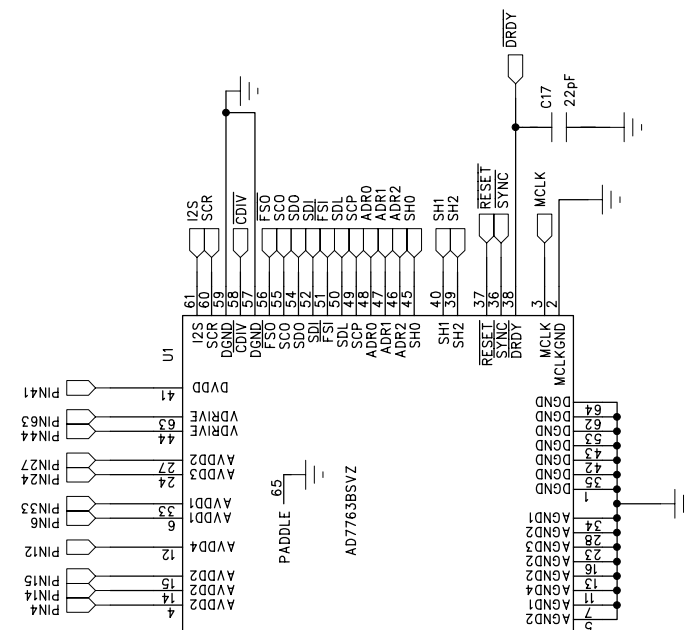 DRDY
C17
22pF
I2S
SCR
CDIV
FSO
SCO
SDO
SDI
FSI
SDL
SCP
ADR0
ADR1
ADR2
SH0
SH1
SH2
RESET
SYNC
MCLK
61
60
59
58
57
56
55
54
52
51
50
49
48
47
46
45
40
39
37
36
38
3
2
U1
I2S
SCR
DGND
CDIV
DGND
FSO
SCO
SDO
SDI
FSI
SDL
SCP
ADR0
ADR1
ADR2
SH0
SH1
SH2
RESET
SYNC
DRDY
MCLK
MCLKGND
PIN41 41 DVDD
PIN63 63 VDRIVE
PIN44 44 VDRIVE
PIN27 27 AVDD2
PIN24 24 AVDD3
PIN33 33 AVDD1
PIN6 6 AVDD1
PIN12 12 AVDD4
PIN15 15 AVDD2
PIN14 14 AVDD2
PIN4 4 AVDD2
PADDLE 65
AD7763BSVZ
DGND 64
DGND 62
DGND 53
DGND 43
DGND 42
DGND 35
DGND 1
AGND1 34
AGND2 28
AGND3 23
AGND2 16
AGND2 13
AGND4 11
AGND1 7
AGND2 5